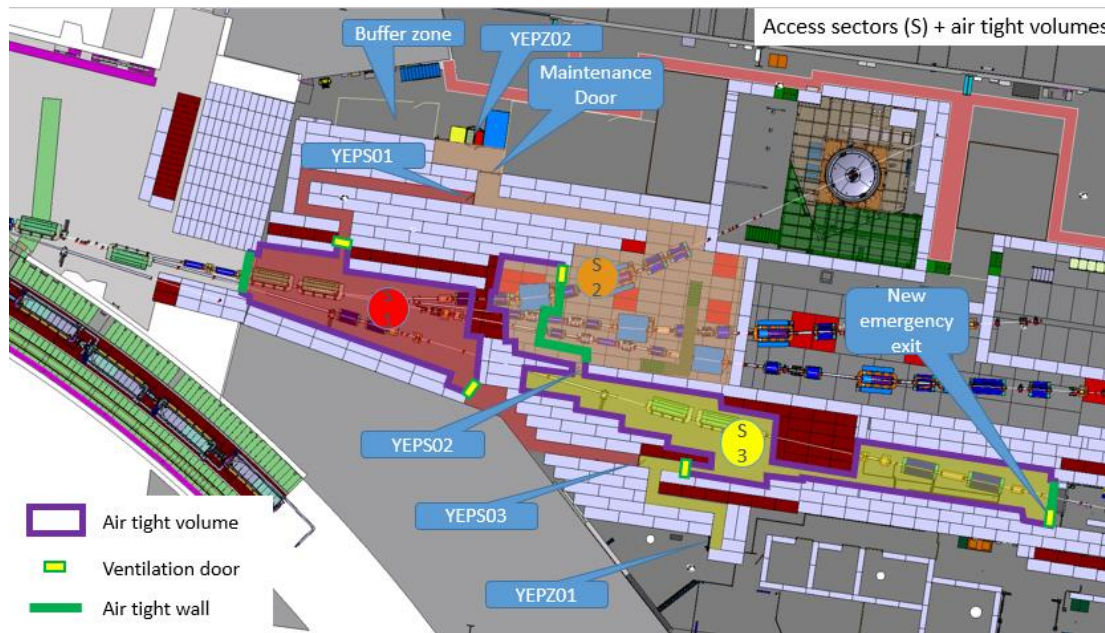 Access sectors (S) + air tight volumes
Buffer zone
YEPZ02
Maintenance
Door
YEPS01
S
2
S
New
emergency
exit
S
3
YEPS02
YEPS03
YEPZ01
Air tight volume
Ventilation door
Air tight wall